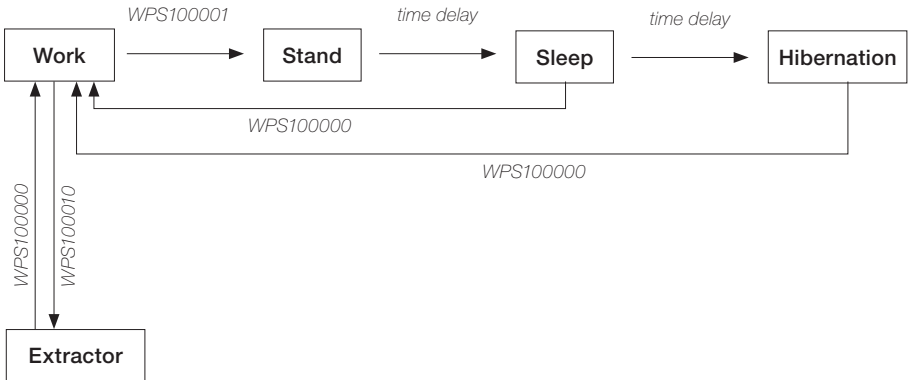 WPS100001
time delay
time delay
Work
Stand
Sleep
Hibernation
WPS100000
WPS100000
WPS100000
WPS100010
Extractor